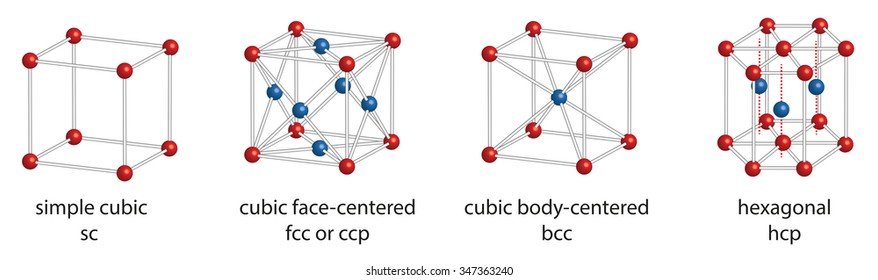 simple cubic
sc
cubic face-centered
fcc or ccp
cubic body-centered
bcc
hexagonal
hcp
shutterstock.com · 347363240